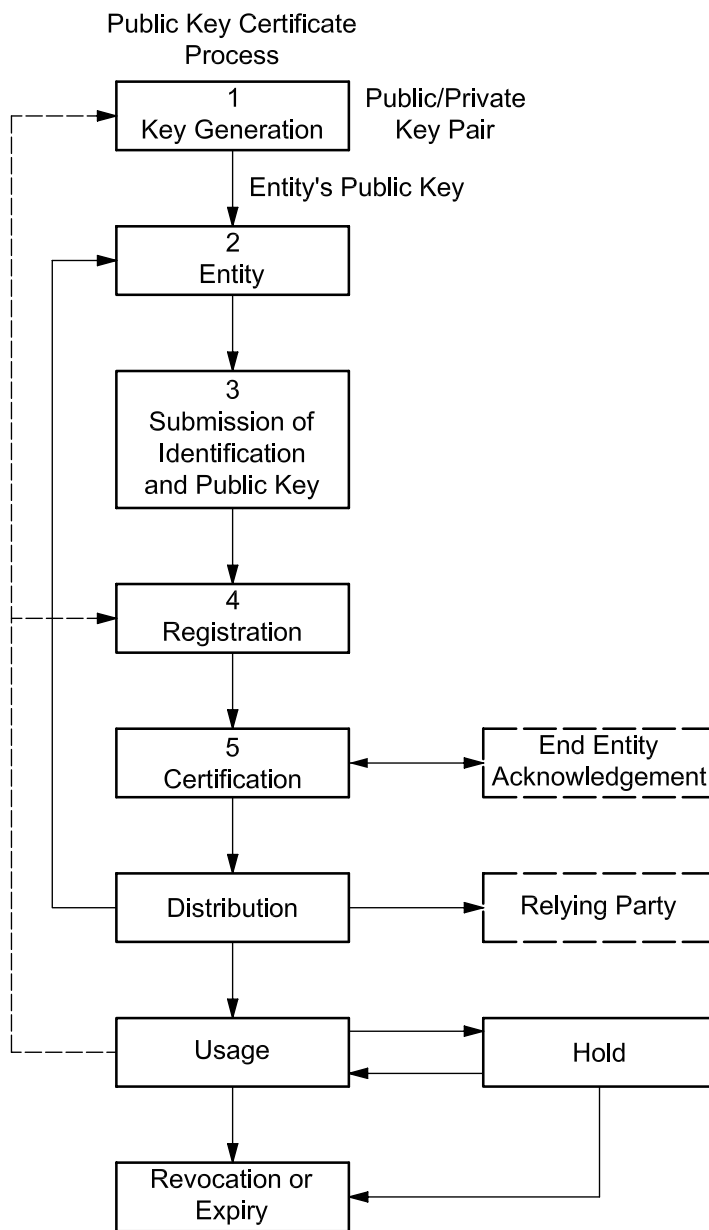 Public Key Certificate
Process
1
Key Generation
Public/Private
Key Pair
Entity's Public Key
2
Entity
3
Submission of
Identification
and Public Key
4
Registration
5
Certification
End Entity
Acknowledgement
Distribution
Relying Party
Usage
Hold
Revocation or
Expiry